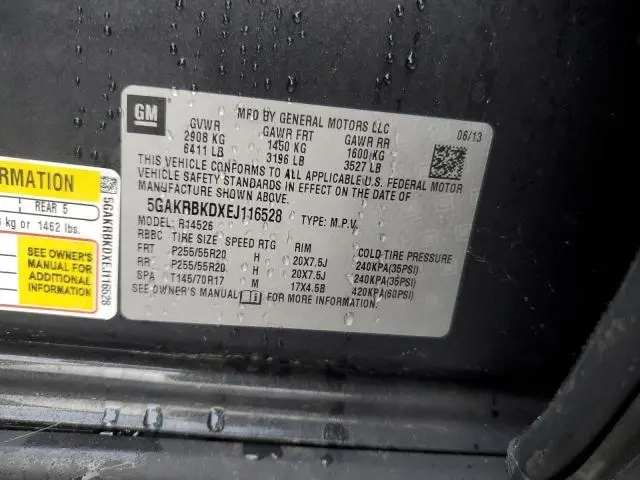 GM
MFD BY GENERAL MOTORS LLC
06/13
GVWR GAWR FRT GAWR RR
2908 KG 1450 KG 1600 KG
6411 LB 3196 LB 3527 LB
THIS VEHICLE CONFORMS TO ALL APPLICABLE U.S. FEDERAL MOTOR
VEHICLE SAFETY STANDARDS IN EFFECT ON THE DATE OF
MANUFACTURE SHOWN ABOVE.
5GAKRBKDXEJ116528 TYPE: M.P.V.
MODEL: R14526
RBBC TIRE SIZE SPEED RTG RIM COLD TIRE PRESSURE
FRT P255/55R20 H 20X7.5J 240KPA(35PSI)
RR P255/55R20 H 20X7.5J 240KPA(35PSI)
SPA T145/70R17 M 17X4.5B 420KPA(60PSI)
SEE OWNER'S MANUAL FOR MORE INFORMATION.
REAR 5
kg or 1462 lbs.
SEE OWNER'S
MANUAL FOR
ADDITIONAL
INFORMATION
5GAKRBKDXEJ116528